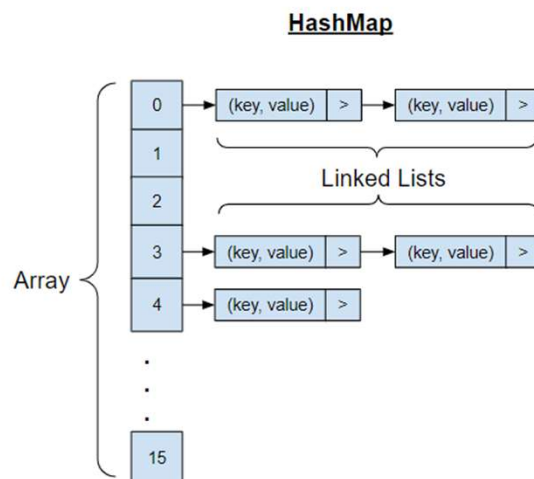 HashMap
0 (key, value) > (key, value) >
1
Linked Lists
2
3 (key, value) > (key, value) >
Array
4 (key, value) >
.
.
.
15